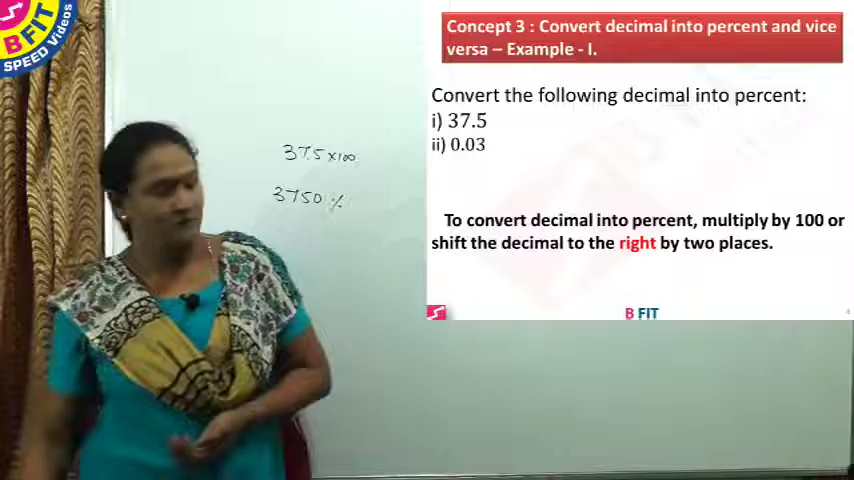 BFIT
SPEED Videos
Concept 3 : Convert decimal into percent and vice
versa – Example - I.
Convert the following decimal into percent:
i) 37.5
ii) 0.03
37.5 x 100
3750 %
To convert decimal into percent, multiply by 100 or
shift the decimal to the right by two places.
B FIT
4